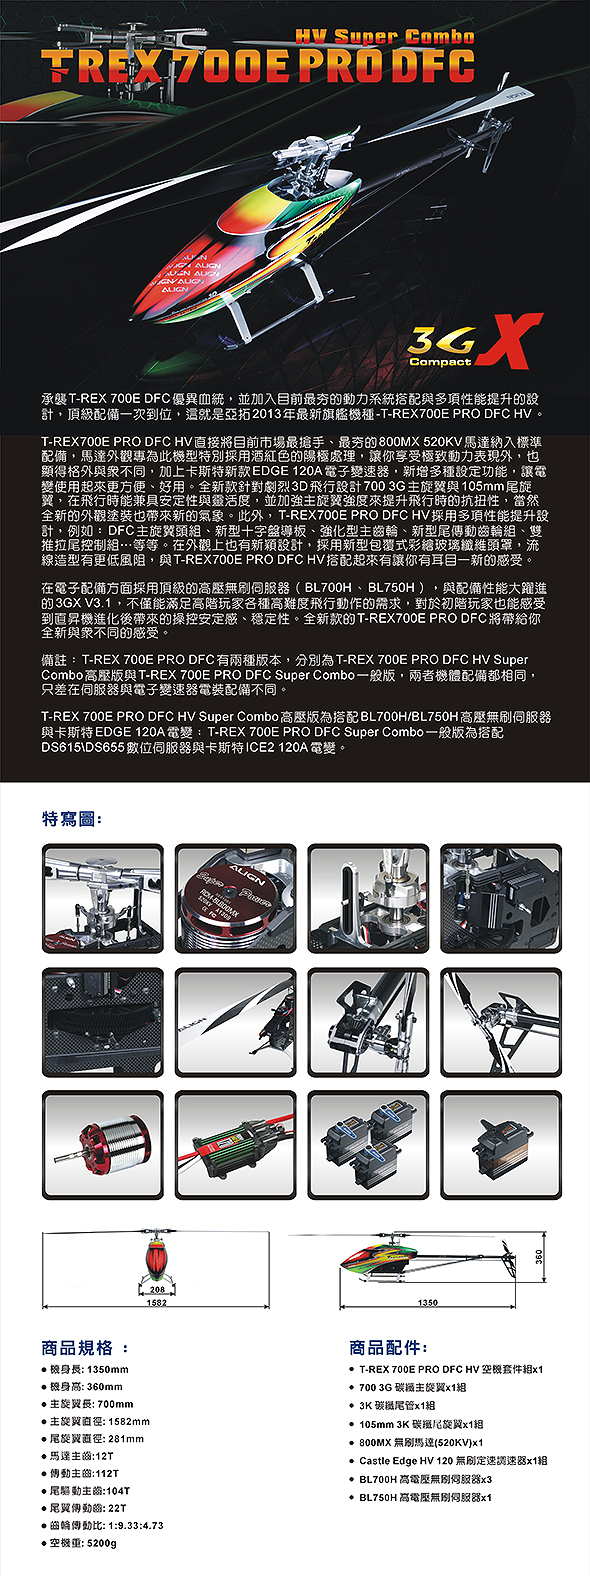 HV Super Combo
T-REX 700E PRO DFC
ALIGN
3G X
Compact
承襲T-REX 700E DFC優異血統，並加入目前最夯的動力系統搭配與多項性能提升的設
計，頂級配備一次到位，這就是亞拓2013年最新旗艦機種-T-REX700E PRO DFC HV。
T-REX700E PRO DFC HV直接將目前市場最搶手、最夯的800MX 520KV馬達納入標準
配備，馬達外觀專為此機型特別採用酒紅色的陽極處理，讓你享受極致動力表現外，也
顯得格外與衆不同，加上卡斯特新款EDGE 120A電子變速器，新增多種設定功能，讓電
變使用起來更方便、好用。全新款針對劇烈3D飛行設計700 3G主旋翼與105mm尾旋
翼，在飛行時能兼具安定性與靈活度，並加強主旋翼強度來提升飛行時的抗扭性，當然
全新的外觀塗裝也帶來新的氣象。此外，T-REX700E PRO DFC HV採用多項性能提升設
計，例如：DFC主旋翼頭組、新型十字盤導板、強化型主齒輪、新型尾傳動齒輪組、雙
推拉尾控制組…等等。在外觀上也有新穎設計，採用新型包覆式彩繪玻璃纖維頭罩，流
線造型有更低風阻，與T-REX700E PRO DFC HV搭配起來有讓你有耳目一新的感受。
在電子配備方面採用頂級的高壓無刷伺服器（BL700H、BL750H），與配備性能大躍進
的3GX V3.1，不僅能滿足高階玩家各種高難度飛行動作的需求，對於初階玩家也能感受
到直昇機進化後帶來的操控安定感、穩定性。全新款的T-REX700E PRO DFC將帶給你
全新與衆不同的感受。
備註：T-REX 700E PRO DFC有兩種版本，分別為T-REX 700E PRO DFC HV Super
Combo高壓版與T-REX 700E PRO DFC Super Combo一般版，兩者機體配備都相同，
只差在伺服器與電子變速器電裝配備不同。
T-REX 700E PRO DFC HV Super Combo高壓版為搭配BL700H/BL750H高壓無刷伺服器
與卡斯特EDGE 120A電變；T-REX 700E PRO DFC Super Combo一般版為搭配
DS615\DS655數位伺服器與卡斯特ICE2 120A電變。
特寫圖:
ALIGN
Super Power
RCM-BL800MX
ALIGN
208
1582
360
1350
商品規格 :
● 機身長: 1350mm
● 機身高: 360mm
● 主旋翼長: 700mm
● 主旋翼直徑: 1582mm
● 尾旋翼直徑: 281mm
● 馬達主齒:12T
● 傳動主齒:112T
● 尾驅動主齒:104T
● 尾翼傳動齒: 22T
● 齒輪傳動比: 1:9.33:4.73
● 空機重: 5200g
商品配件:
● T-REX 700E PRO DFC HV 空機套件組x1
● 700 3G 碳纖主旋翼x1組
● 3K 碳纖尾管x1組
● 105mm 3K 碳纖尾旋翼x1組
● 800MX 無刷馬達(520KV)x1
● Castle Edge HV 120 無刷定速調速器x1組
● BL700H 高電壓無刷伺服器x3
● BL750H 高電壓無刷伺服器x1